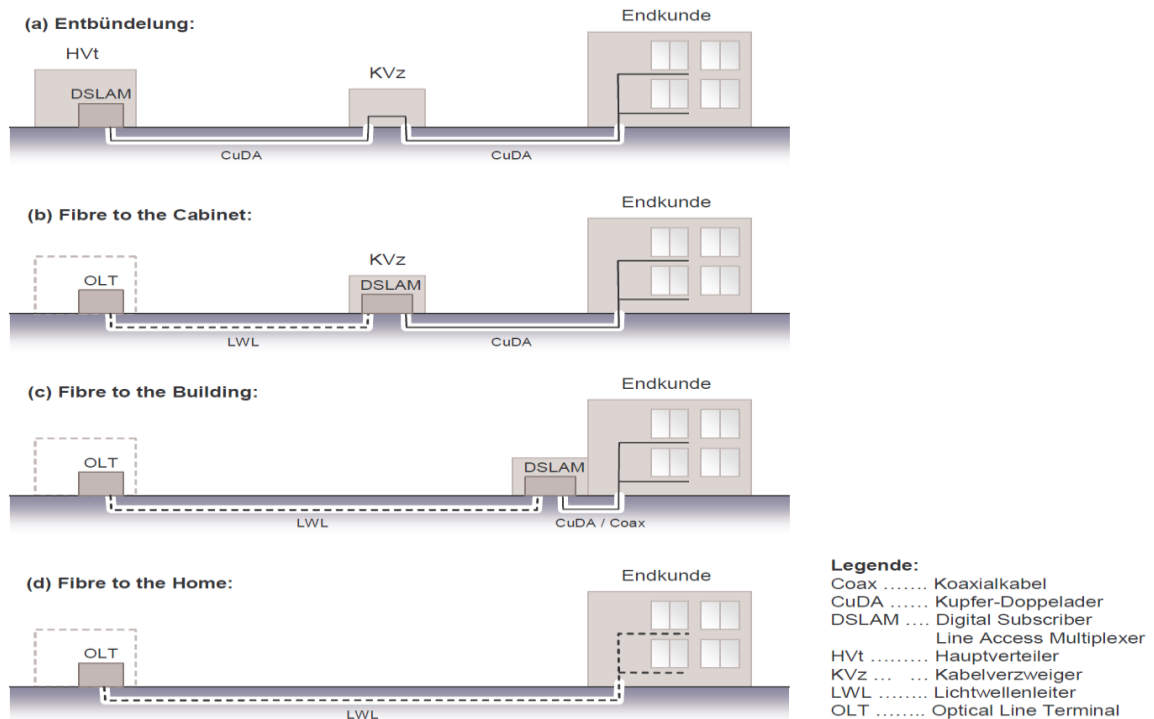 (a) Entbündelung:
Endkunde
HVt
KVz
DSLAM
CuDA
CuDA
(b) Fibre to the Cabinet:
Endkunde
KVz
OLT
DSLAM
LWL
CuDA
(c) Fibre to the Building:
Endkunde
OLT
DSLAM
LWL
CuDA / Coax
(d) Fibre to the Home:
Endkunde
OLT
LWL
Legende:
Coax ....... Koaxialkabel
CuDA ...... Kupfer-Doppelader
DSLAM .... Digital Subscriber
Line Access Multiplexer
HVt ......... Hauptverteiler
KVz ... ... Kabelverzweiger
LWL ........ Lichtwellenleiter
OLT ........ Optical Line Terminal